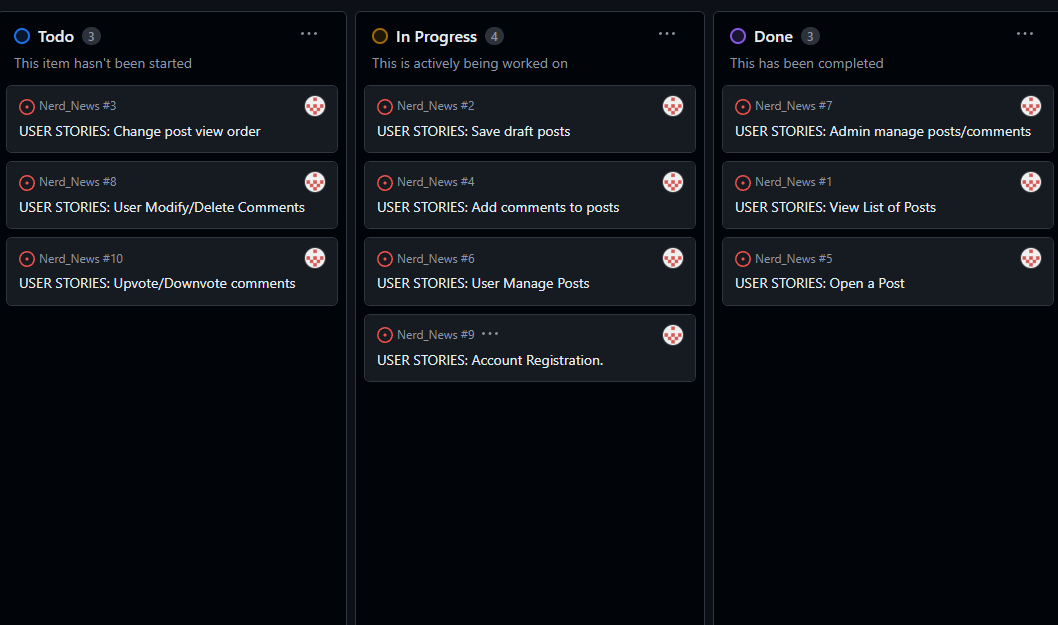 Todo 3
This item hasn't been started
Nerd_News #3
USER STORIES: Change post view order
Nerd_News #8
USER STORIES: User Modify/Delete Comments
Nerd_News #10
USER STORIES: Upvote/Downvote comments
In Progress 4
This is actively being worked on
Nerd_News #2
USER STORIES: Save draft posts
Nerd_News #4
USER STORIES: Add comments to posts
Nerd_News #6
USER STORIES: User Manage Posts
Nerd_News #9
USER STORIES: Account Registration.
Done 3
This has been completed
Nerd_News #7
USER STORIES: Admin manage posts/comments
Nerd_News #1
USER STORIES: View List of Posts
Nerd_News #5
USER STORIES: Open a Post